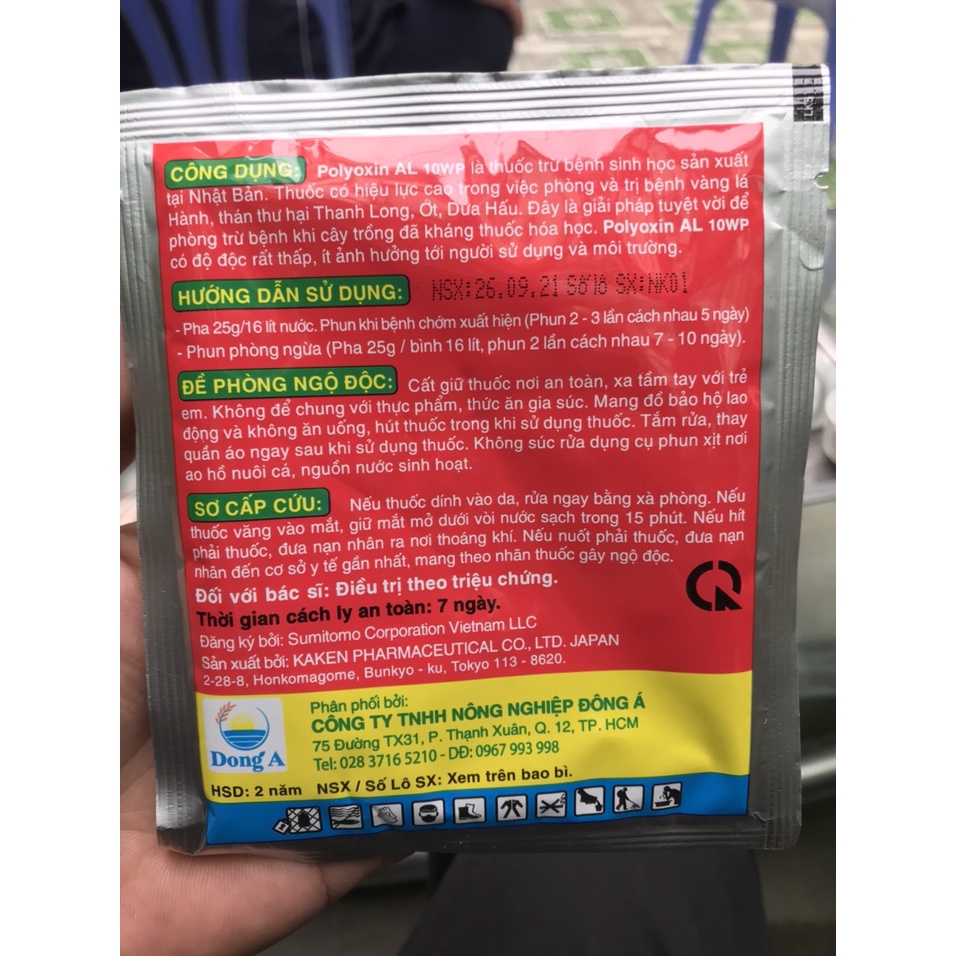 CÔNG DỤNG: Polyoxin AL 10WP là thuốc trừ bệnh sinh học sản xuất
tại Nhật Bản. Thuốc có hiệu lực cao trong việc phòng và trị bệnh vàng lá
Hành, thán thư hại Thanh Long, Ớt, Dưa Hấu. Đây là giải pháp tuyệt vời để
phòng trừ bệnh khi cây trồng đã kháng thuốc hóa học. Polyoxin AL 10WP
có độ độc rất thấp, ít ảnh hưởng tới người sử dụng và môi trường.
HƯỚNG DẪN SỬ DỤNG: NSX:26.09.21 Số lô SX:NK01
- Pha 25g/16 lít nước. Phun khi bệnh chớm xuất hiện (Phun 2 - 3 lần cách nhau 5 ngày)
- Phun phòng ngừa (Pha 25g / bình 16 lít, phun 2 lần cách nhau 7 - 10 ngày).
ĐỀ PHÒNG NGỘ ĐỘC: Cất giữ thuốc nơi an toàn, xa tầm tay với trẻ
em. Không để chung với thực phẩm, thức ăn gia súc. Mang đồ bảo hộ lao
động và không ăn uống, hút thuốc trong khi sử dụng thuốc. Tắm rửa, thay
quần áo ngay sau khi sử dụng thuốc. Không súc rửa dụng cụ phun xịt nơi
ao hồ nuôi cá, nguồn nước sinh hoạt.
SƠ CẤP CỨU: Nếu thuốc dính vào da, rửa ngay bằng xà phòng. Nếu
thuốc văng vào mắt, giữ mắt mở dưới vòi nước sạch trong 15 phút. Nếu hít
phải thuốc, đưa nạn nhân ra nơi thoáng khí. Nếu nuốt phải thuốc, đưa nạn
nhân đến cơ sở y tế gần nhất, mang theo nhãn thuốc gây ngộ độc.
Đối với bác sĩ: Điều trị theo triệu chứng.
Thời gian cách ly an toàn: 7 ngày.
Đăng ký bởi: Sumitomo Corporation Vietnam LLC
Sản xuất bởi: KAKEN PHARMACEUTICAL CO., LTD. JAPAN
2-28-8, Honkomagome, Bunkyo - ku, Tokyo 113 - 8620.
Phân phối bởi:
CÔNG TY TNHH NÔNG NGHIỆP ĐÔNG Á
75 Đường TX31, P. Thạnh Xuân, Q. 12, TP. HCM
Tel: 028 3716 5210 - DĐ: 0967 993 998
Dong A
HSD: 2 năm NSX / Số Lô SX: Xem trên bao bì.